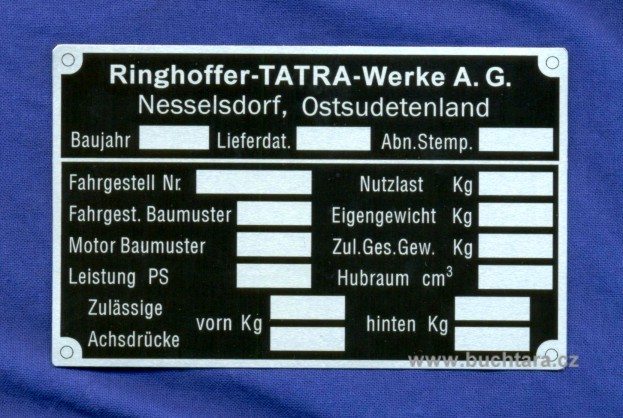 Ringhoffer-TATRA-Werke A. G.
Nesselsdorf, Ostsudetenland
Baujahr Lieferdat. Abn.Stemp.
Fahrgestell Nr. Nutzlast Kg
Fahrgest. Baumuster Eigengewicht Kg
Motor Baumuster Zul.Ges.Gew. Kg
Leistung PS Hubraum cm³
Zulässige
vorn Kg hinten Kg
Achsdrücke
www.buchtara.cz